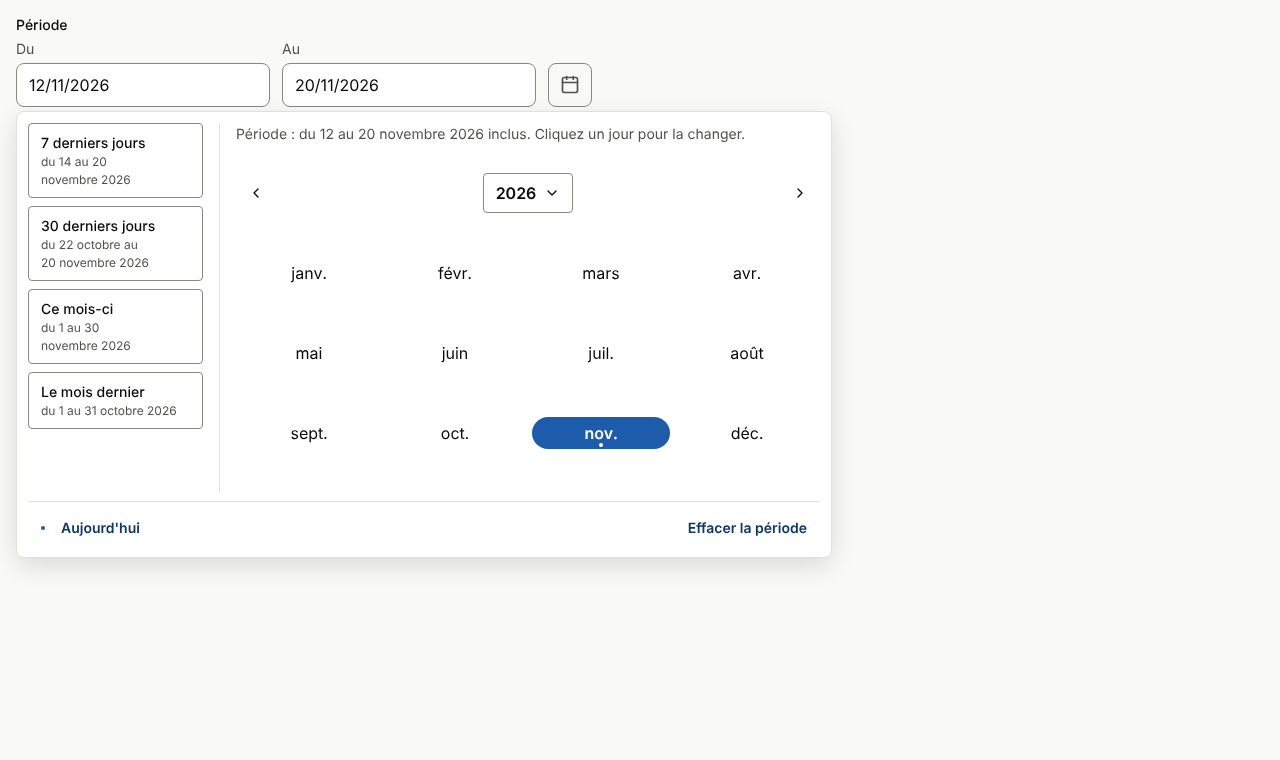 Période
Du
Au
12/11/2026
20/11/2026
7 derniers jours
du 14 au 20
novembre 2026
30 derniers jours
du 22 octobre au
20 novembre 2026
Ce mois-ci
du 1 au 30
novembre 2026
Le mois dernier
du 1 au 31 octobre 2026
Période : du 12 au 20 novembre 2026 inclus. Cliquez un jour pour la changer.
2026
janv. févr. mars avr.
mai juin juil. août
sept. oct. nov. déc.
Aujourd'hui
Effacer la période